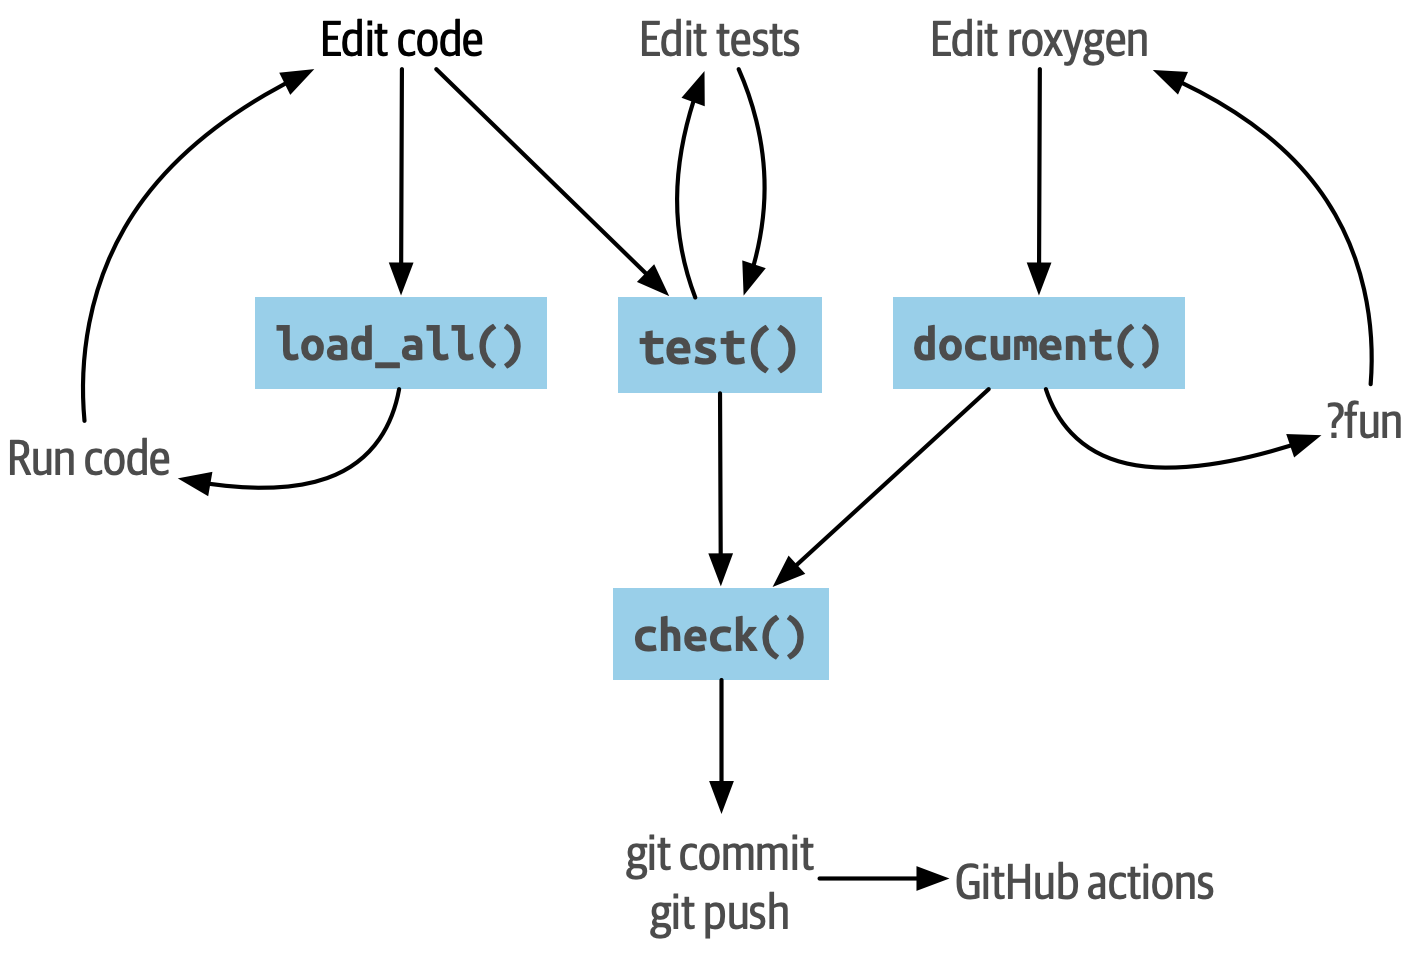 Edit code
Edit tests
Edit roxygen
load_all()
test()
document()
?fun
Run code
check()
git commit
git push
GitHub actions